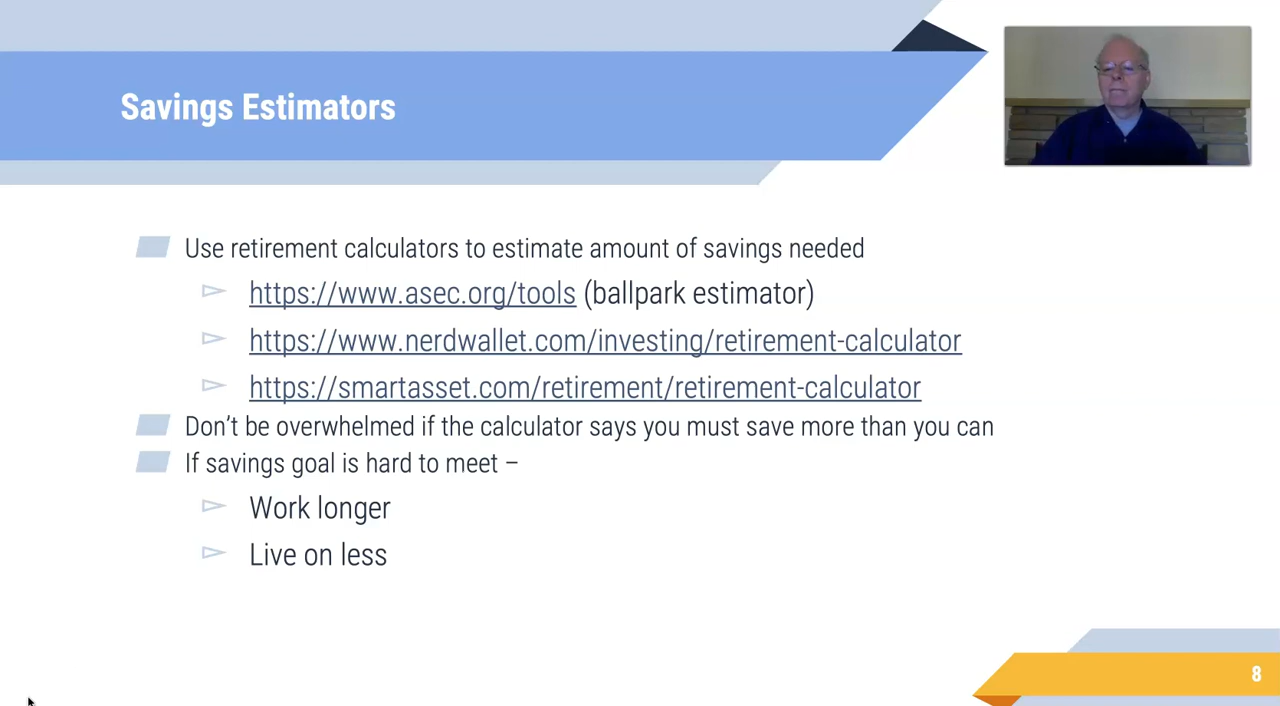 Savings Estimators
Use retirement calculators to estimate amount of savings needed
https://www.asec.org/tools (ballpark estimator)
https://www.nerdwallet.com/investing/retirement-calculator
https://smartasset.com/retirement/retirement-calculator
Don’t be overwhelmed if the calculator says you must save more than you can
If savings goal is hard to meet –
Work longer
Live on less
8